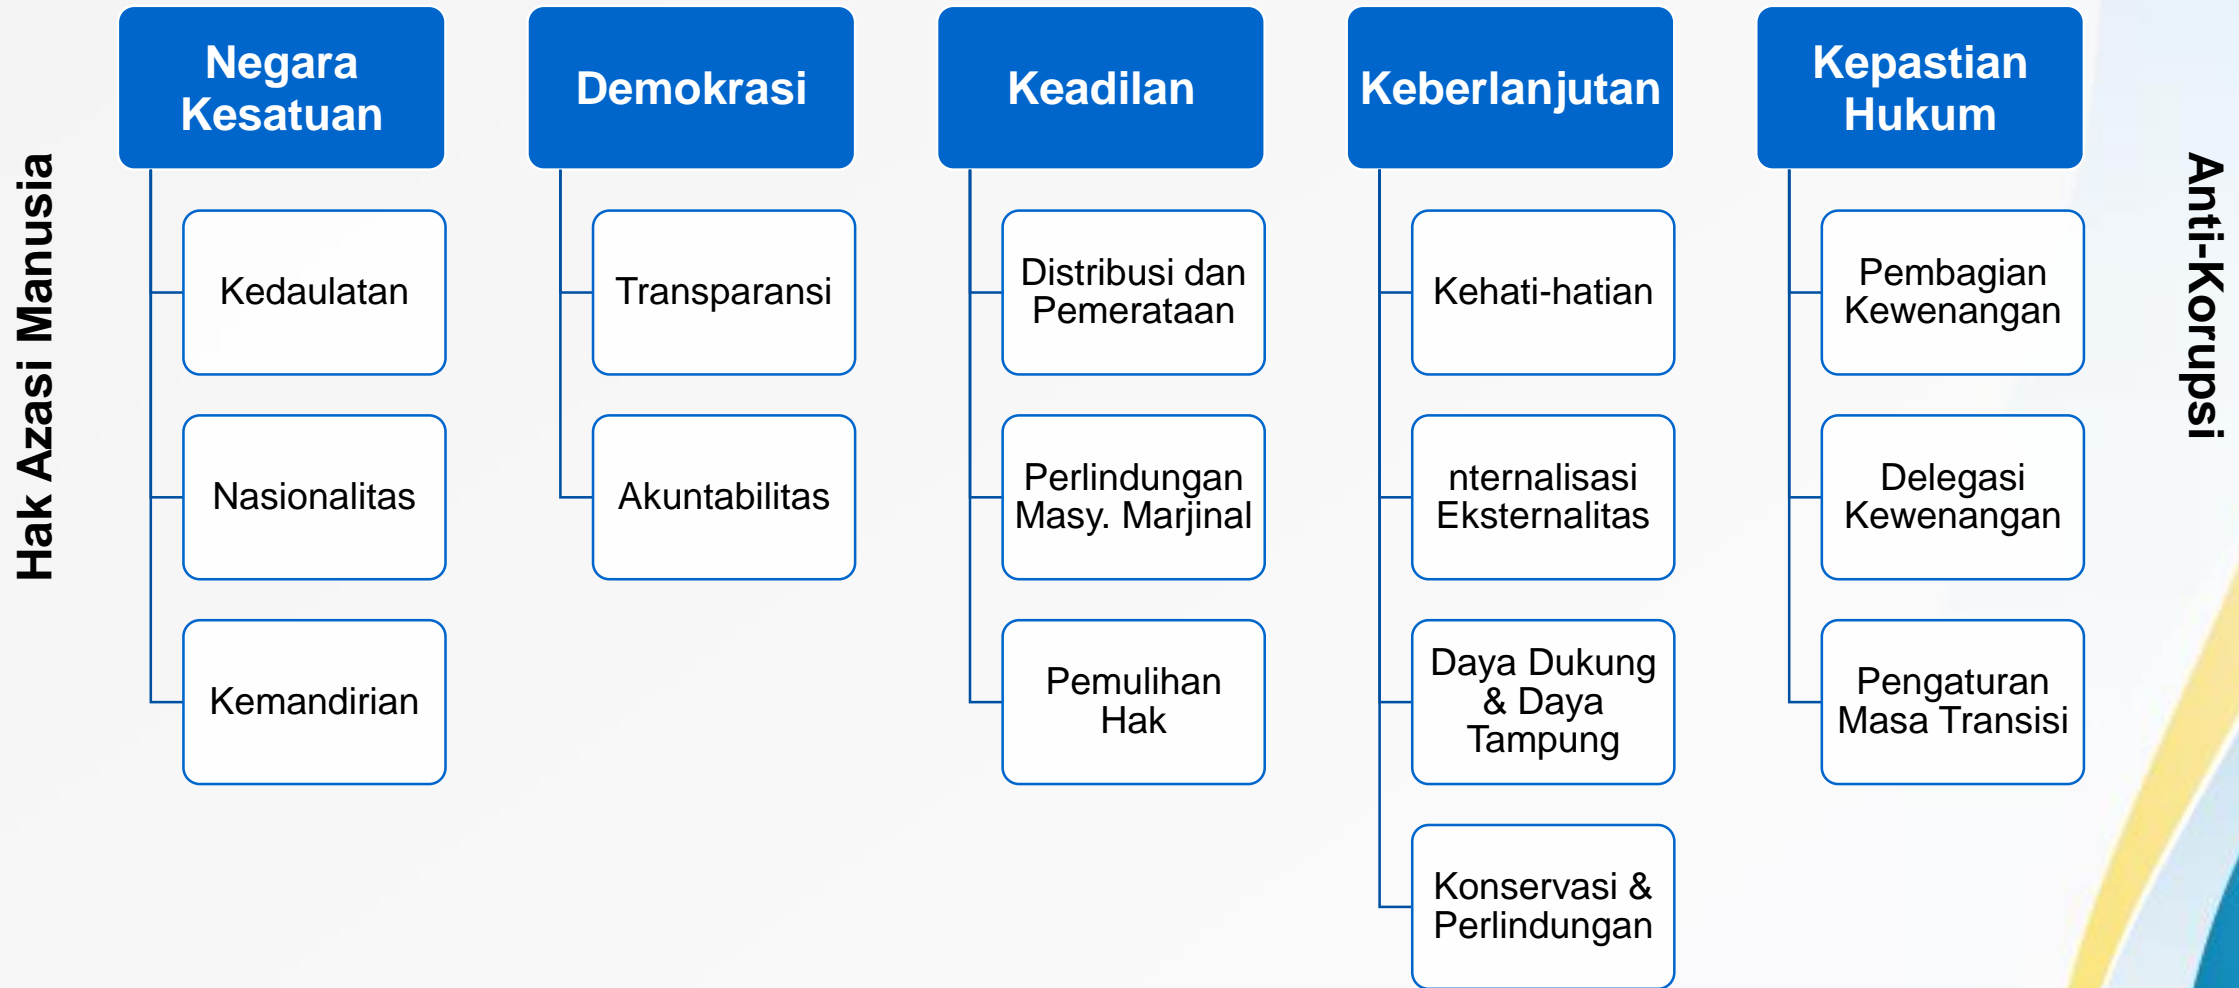 Hak Azasi Manusia
Negara
Kesatuan
Kedaulatan
Nasionalitas
Kemandirian
Demokrasi
Transparansi
Akuntabilitas
Keadilan
Distribusi dan
Pemerataan
Perlindungan
Masy. Marjinal
Pemulihan
Hak
Keberlanjutan
Kehati-hatian
nternalisasi
Eksternalitas
Daya Dukung
& Daya
Tampung
Konservasi &
Perlindungan
Kepastian
Hukum
Pembagian
Kewenangan
Delegasi
Kewenangan
Pengaturan
Masa Transisi
Anti-Korupsi